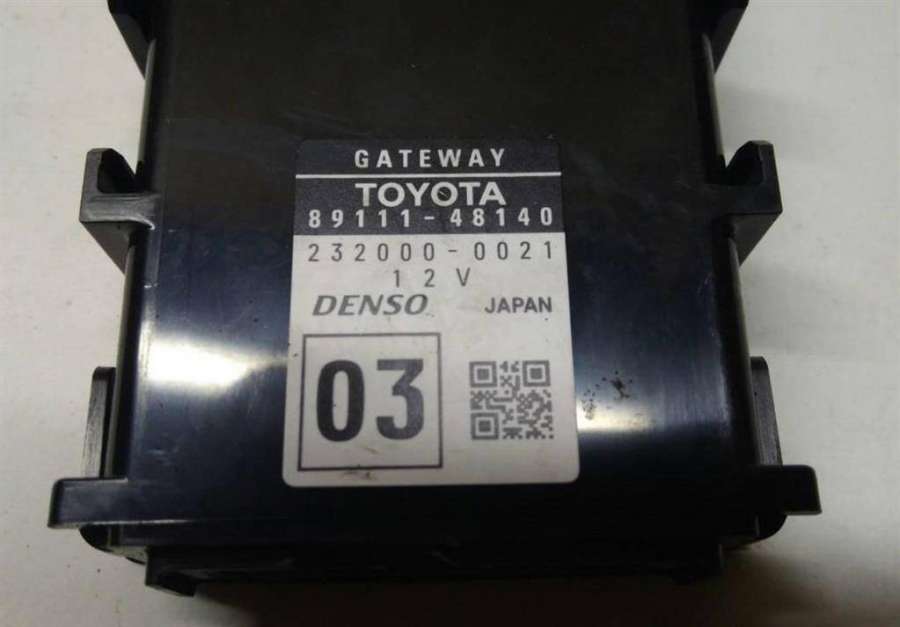 GATEWAY
TOYOTA
89111-48140
232000-0021
12V
DENSO JAPAN
03